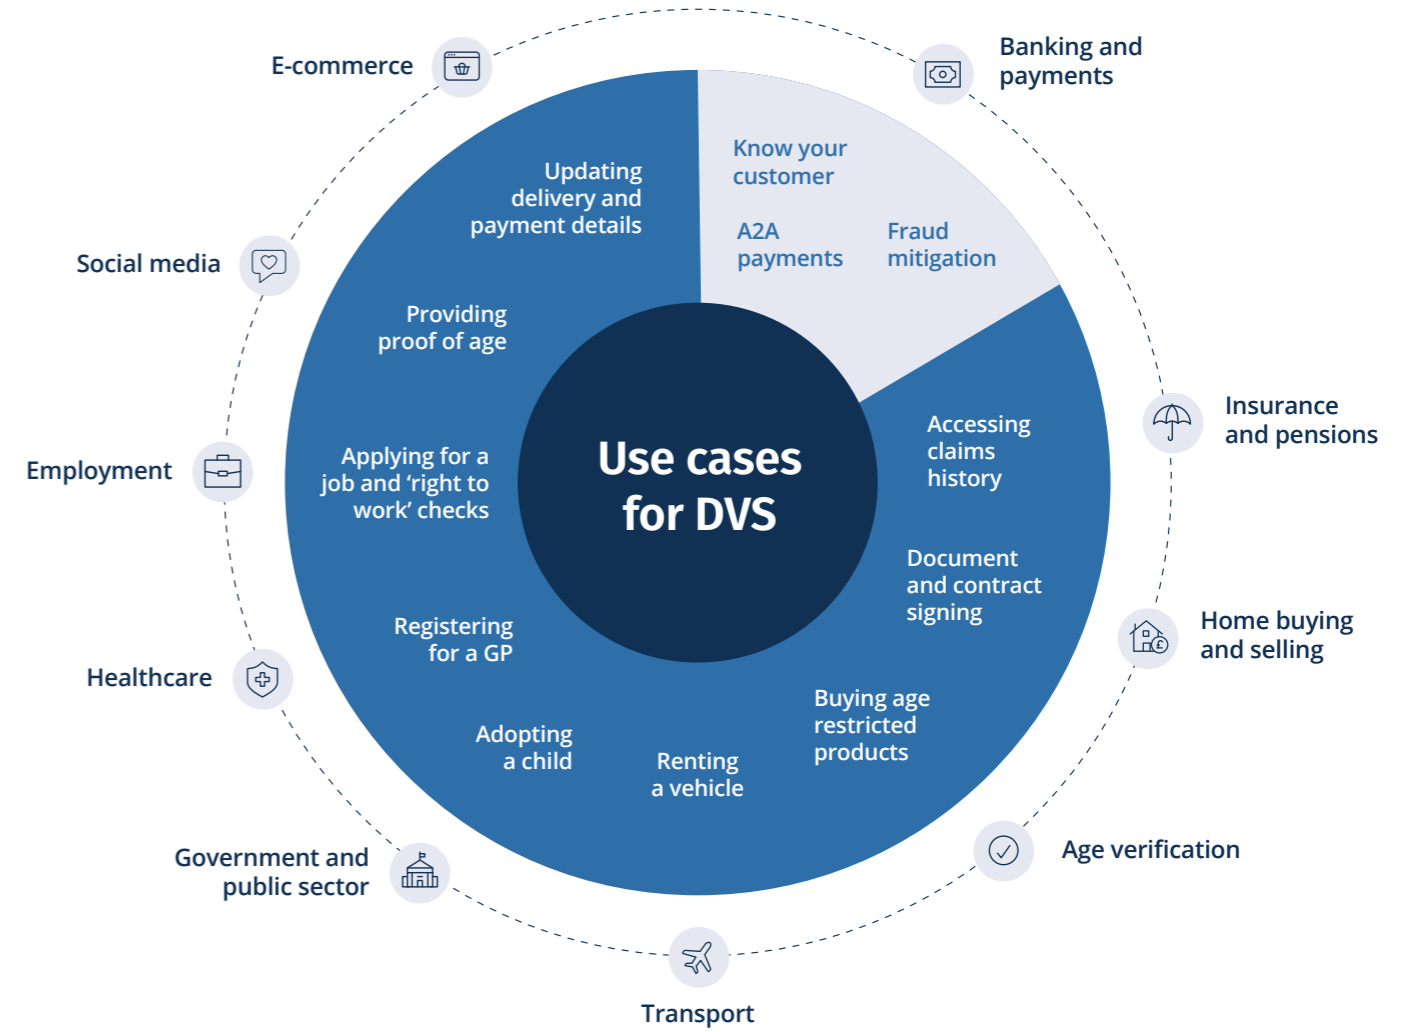 E-commerce
Banking and
payments
Social media
Insurance
and pensions
Employment
Home buying
and selling
Healthcare
Age verification
Government and
public sector
Transport
Updating
delivery and
payment details
Know your
customer
A2A
payments
Fraud
mitigation
Providing
proof of age
Accessing
claims
history
Applying for a
job and ‘right to
work’ checks
Document
and contract
signing
Registering
for a GP
Buying age
restricted
products
Adopting
a child
Renting
a vehicle
Use cases
for DVS
£